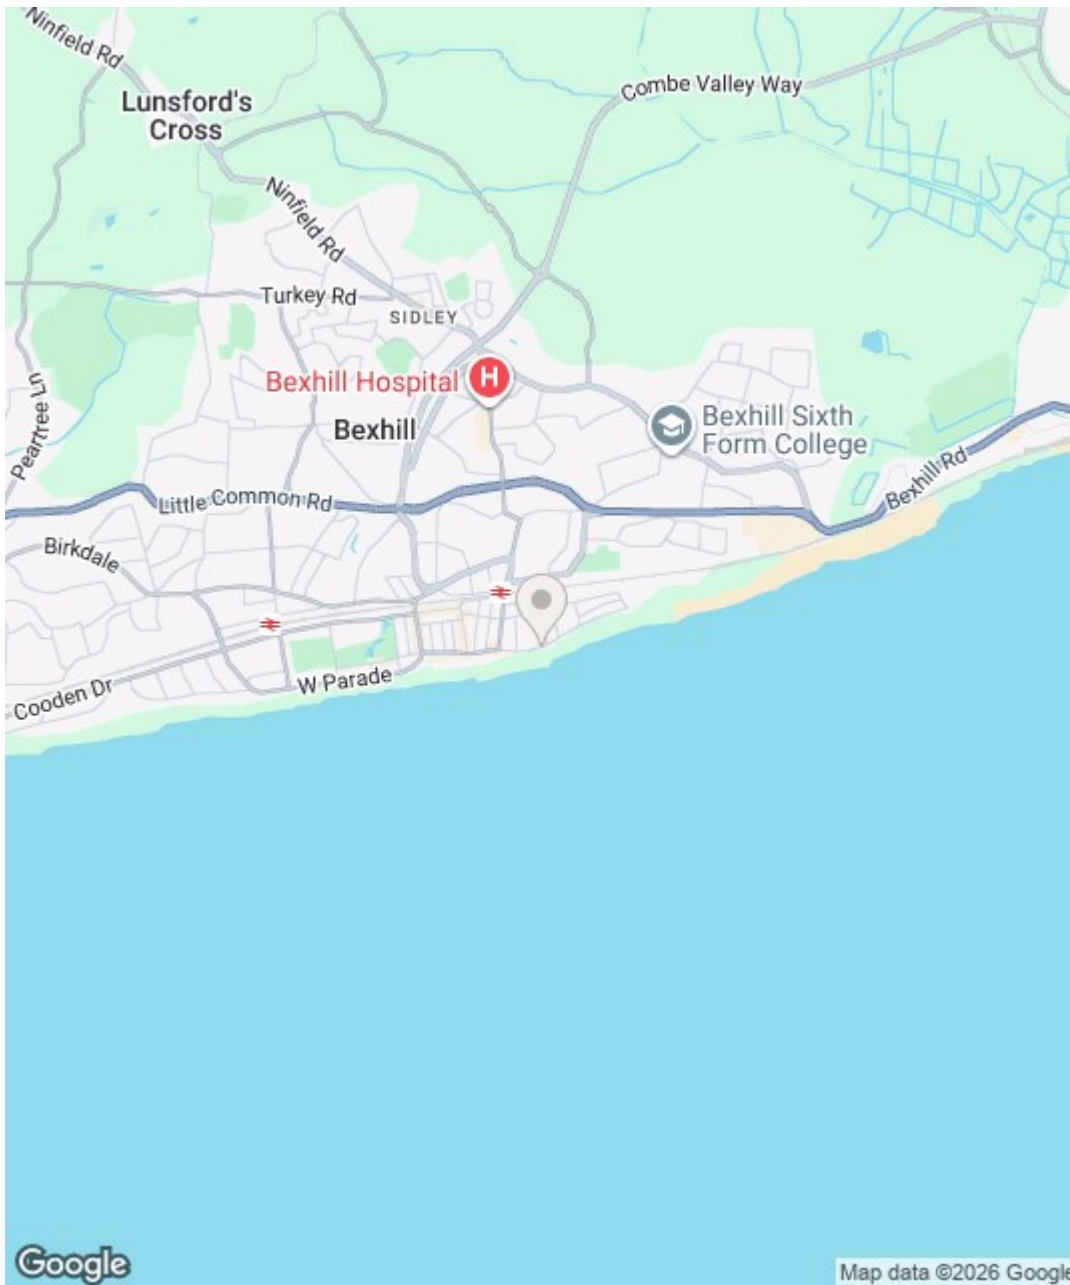 Ninfield Rd
Combe Valley Way
Lunsford's
Cross
Ninfield Rd
Turkey Rd
SIDLEY
Peartree Ln
Bexhill Hospital
H
Bexhill
Bexhill Sixth
Form College
Bexhill Rd
Little Common Rd
Birkdale
W Parade
Cooden Dr
Google
Map data ©2026 Google